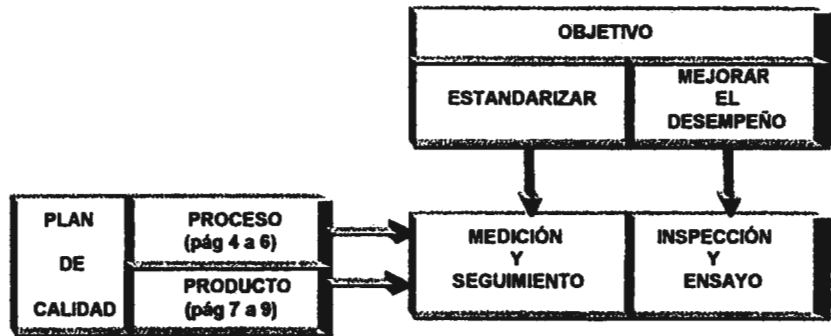 OBJETIVO
ESTANDARIZAR
MEJORAR
EL
DESEMPEÑO
PLAN
DE
CALIDAD
PROCESO
(pág 4 a 6)
PRODUCTO
(pág 7 a 9)
MEDICIÓN
Y
SEGUIMIENTO
INSPECCIÓN
Y
ENSAYO